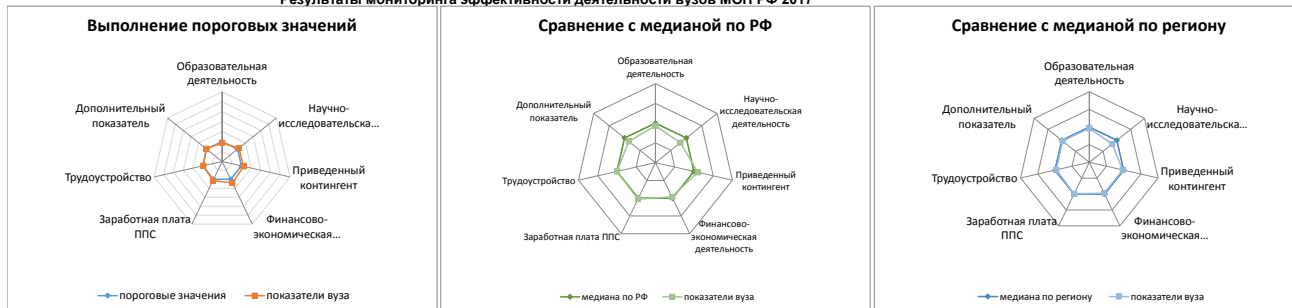 Результаты мониторинга эффективности деятельности вузов МОН РФ 2017
Выполнение пороговых значений
Образовательная
деятельность
Научно-
исследовательска...
Приведенный
контингент
Финансово-
экономическая...
Заработная плата
ППС
Трудоустройство
Дополнительный
показатель
пороговые значения
показатели вуза
Сравнение с медианой по РФ
Образовательная
деятельность
Научно-
исследовательская
деятельность
Приведенный
контингент
Финансово-
экономическая
деятельность
Заработная плата ППС
Трудоустройство
Дополнительный
показатель
медиана по РФ
показатели вуза
Сравнение с медианой по региону
Образовательная
деятельность
Научно-
исследовательска...
Приведенный
контингент
Финансово-
экономическая...
Заработная плата
ППС
Трудоустройство
Дополнительный
показатель
медиана по региону
показатели вуза